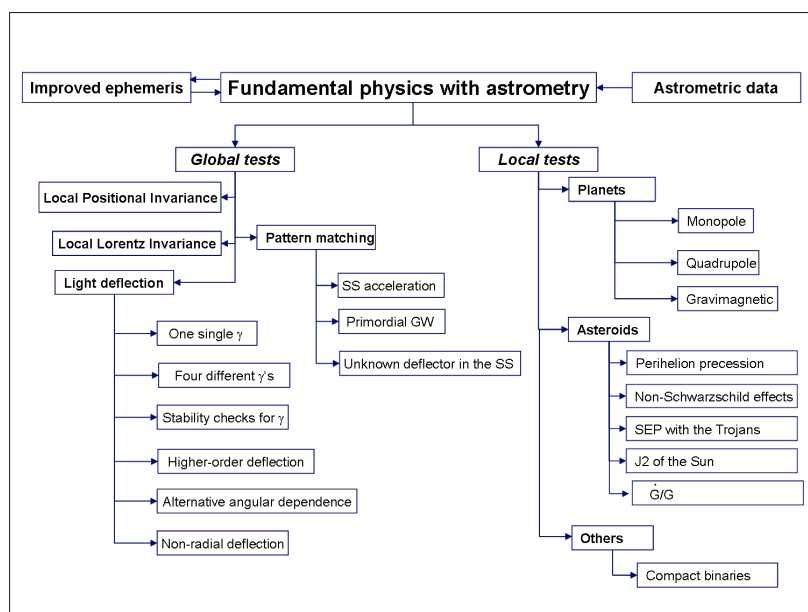 Improved ephemeris
Fundamental physics with astrometry
Astrometric data
Global tests
Local tests
Local Positional Invariance
Local Lorentz Invariance
Pattern matching
SS acceleration
Primordial GW
Unknown deflector in the SS
Light deflection
One single γ
Four different γ's
Stability checks for γ
Higher-order deflection
Alternative angular dependence
Non-radial deflection
Planets
Monopole
Quadrupole
Gravimagnetic
Asteroids
Perihelion precession
Non-Schwarzschild effects
SEP with the Trojans
J2 of the Sun
Ġ/G
Others
Compact binaries